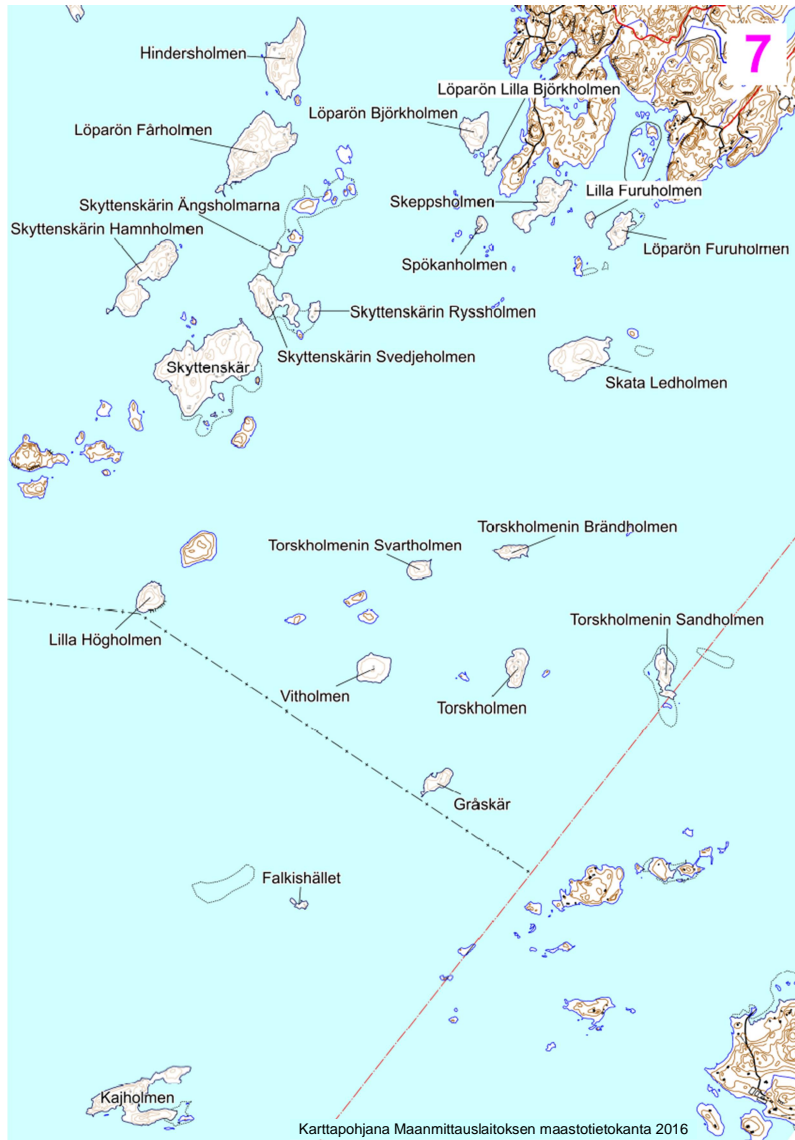 7
Hindersholmen
Löparön Lilla Björkholmen
Löparön Björkholmen
Löparön Fårholmen
Lilla Furuholmen
Skeppsholmen
Skyttenskärin Ängsholmarna
Skyttenskärin Hamnholmen
Löparön Furuholmen
Spökanholmen
Skyttenskärin Ryssholmen
Skyttenskärin Svedjeholmen
Skyttenskär
Skata Ledholmen
Torskholmenin Brändholmen
Torskholmenin Svartholmen
Torskholmenin Sandholmen
Lilla Högholmen
Vitholmen
Torskholmen
Gråskär
Falkishället
Kajholmen
Karttapohjana Maanmittauslaitoksen maastotietokanta 2016